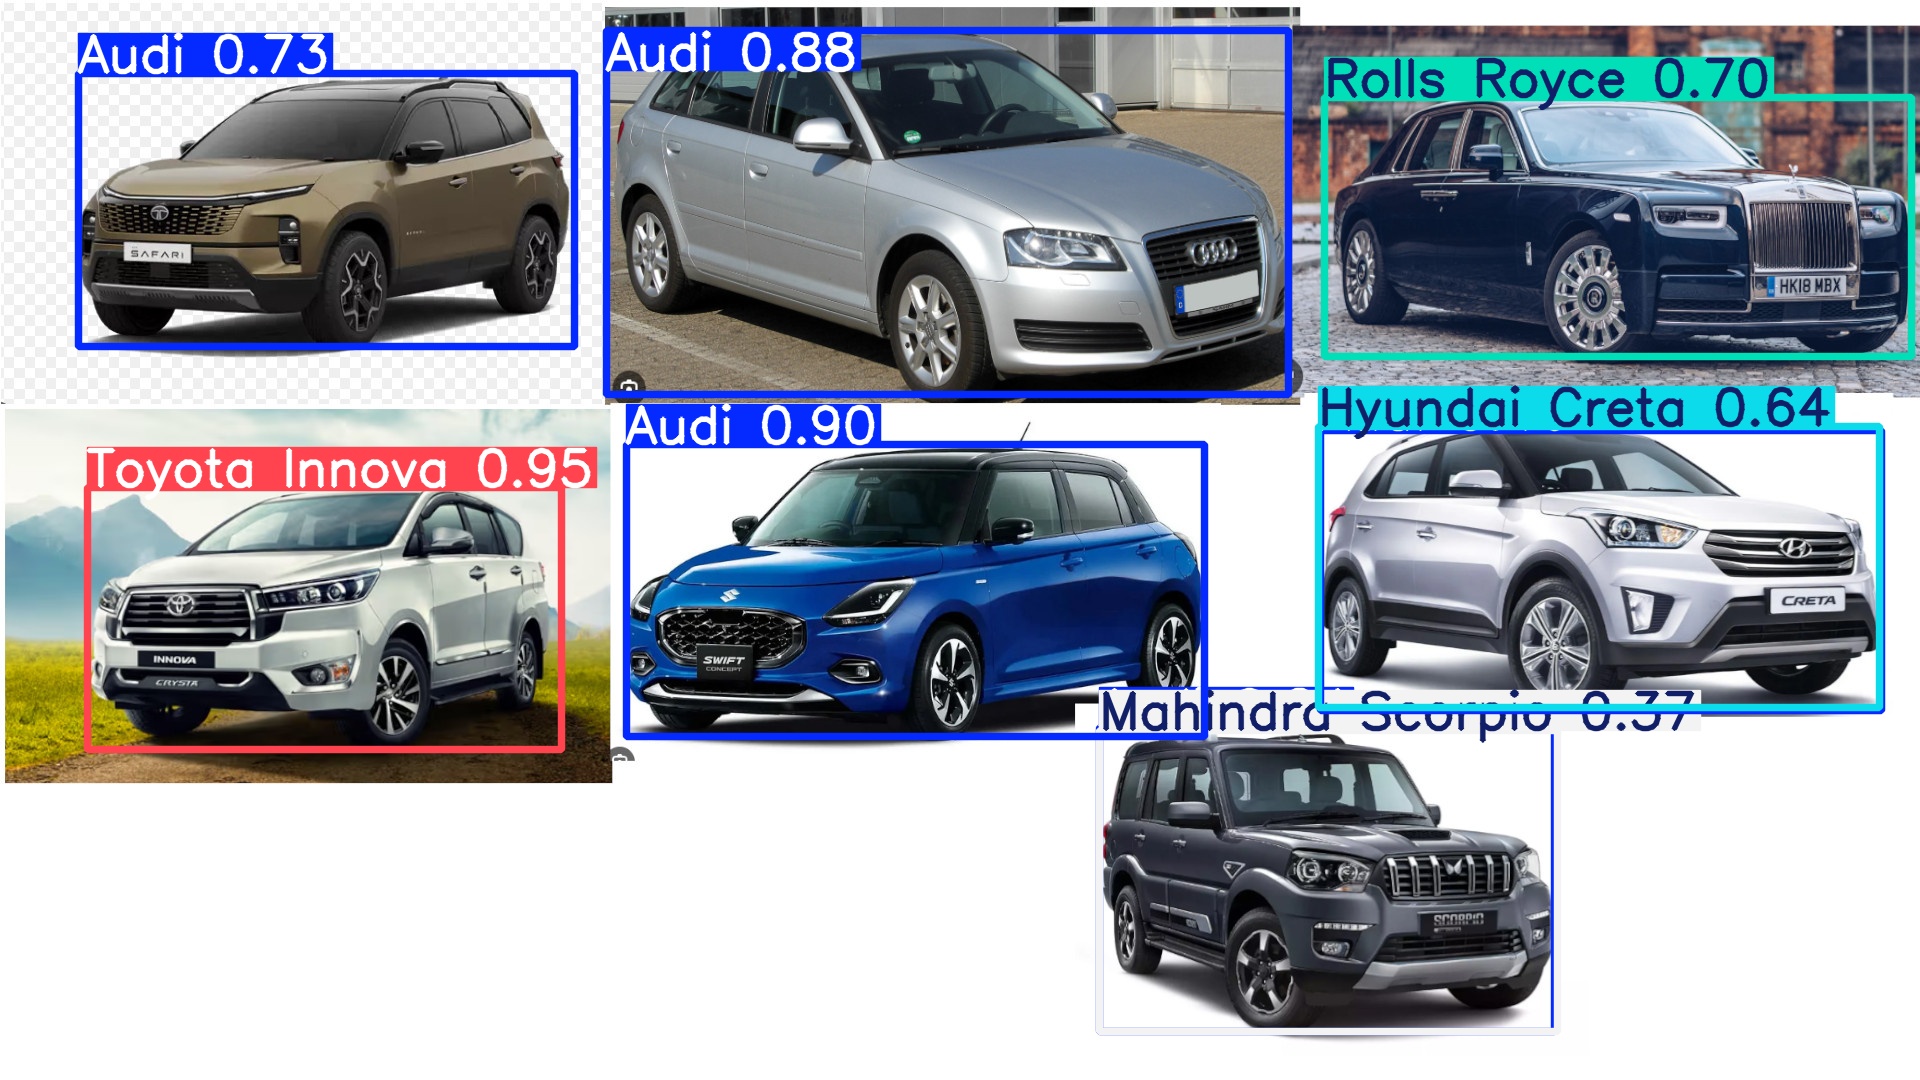 Audi 0.73
Audi 0.88
Rolls Royce 0.70
SAFARI
HK18 MBX
Toyota Innova 0.95
Audi 0.90
Hyundai Creta 0.64
INNOVA
CRYSTA
SWIFT
CONCEPT
CRETA
Mahindra Scorpio 0.37
SCORPIO